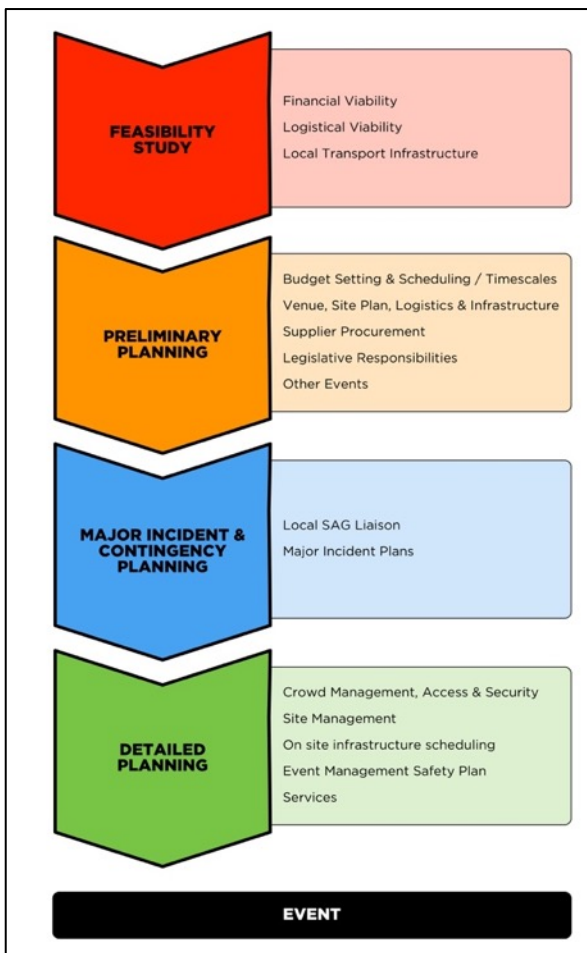 FEASIBILITY
STUDY
Financial Viability
Logistical Viability
Local Transport Infrastructure
PRELIMINARY
PLANNING
Budget Setting & Scheduling / Timescales
Venue, Site Plan, Logistics & Infrastructure
Supplier Procurement
Legislative Responsibilities
Other Events
MAJOR INCIDENT &
CONTINGENCY
PLANNING
Local SAG Liaison
Major Incident Plans
DETAILED
PLANNING
Crowd Management, Access & Security
Site Management
On site infrastructure scheduling
Event Management Safety Plan
Services
EVENT